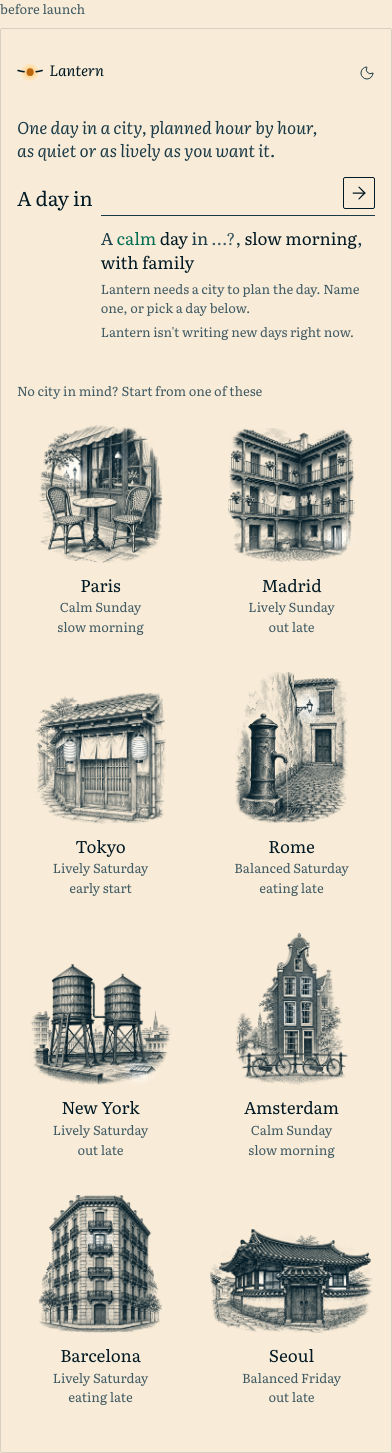 before launch
Lantern
One day in a city, planned hour by hour,
as quiet or as lively as you want it.
A day in
A calm day in …?, slow morning,
with family
Lantern needs a city to plan the day. Name
one, or pick a day below.
Lantern isn't writing new days right now.
No city in mind? Start from one of these
Paris
Calm Sunday
slow morning
Madrid
Lively Sunday
out late
Tokyo
Lively Saturday
early start
Rome
Balanced Saturday
eating late
New York
Lively Saturday
out late
Amsterdam
Calm Sunday
slow morning
Barcelona
Lively Saturday
eating late
Seoul
Balanced Friday
out late